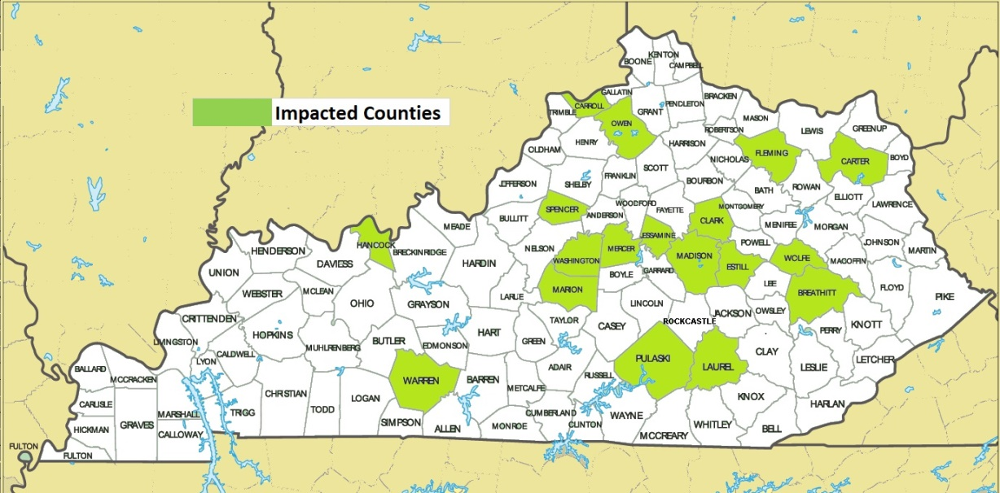 KENTON
BOONE
CAMPBELL
Impacted Counties
GALLATIN
CARROLL
TRIMBLE
GRANT
PENDLETON
BRACKEN
OWEN
MASON
ROBERTSON
LEWIS
GREENUP
HENRY
HARRISON
OLDHAM
FLEMING
NICHOLAS
CARTER
BOYD
SCOTT
FRANKLIN
JEFFERSON
SHELBY
BOURBON
BATH
ROWAN
ELLIOTT
WOODFORD
FAYETTE
MONTGOMERY
LAWRENCE
SPENCER
ANDERSON
BULLITT
CLARK
MENIFEE
MORGAN
MEADE
ESSAMINE
HANCOCK
BRECKINRIDGE
NELSON
MERCER
POWELL
JOHNSON
MARTIN
HENDERSON
DAVIESS
HARDIN
WASHINGTON
MADISON
ESTILL
WOLFE
MAGOFFIN
UNION
BOYLE
GARRARD
LEE
WEBSTER
MCLEAN
OHIO
GRAYSON
LARUE
MARION
LINCOLN
BREATHITT
FLOYD
PIKE
CRITTENDEN
TAYLOR
CASEY
ROCKCASTLE
JACKSON
OWSLEY
PERRY
KNOTT
HOPKINS
LIVINGSTON
CALDWELL
MUHLRENBERG
BUTLER
EDMONSON
HART
GREEN
CLAY
PULASKI
LETCHER
LYON
ADAIR
LAUREL
LESLIE
BALLARD
MCCRACKEN
WARREN
BARREN
METCALFE
RUSSELL
CHRISTIAN
TODD
LOGAN
KNOX
CARLISLE
MARSHALL
TRIGG
CUMBERLAND
WAYNE
HARLAN
HICKMAN
GRAVES
CALLOWAY
SIMPSON
ALLEN
MONROE
CLINTON
MCCREARY
WHITLEY
BELL
FULTON
FULTON